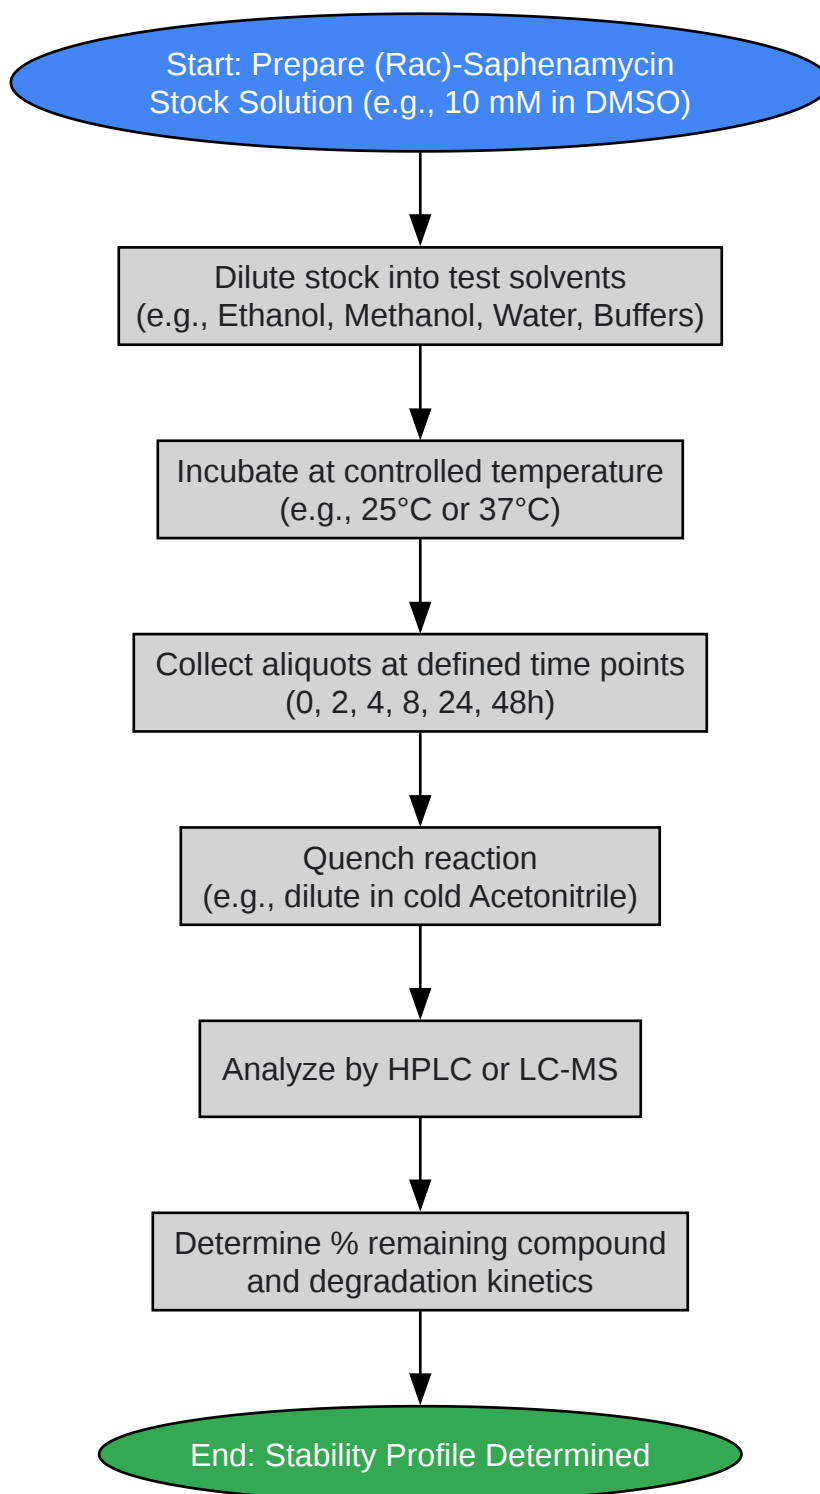 Start: Prepare (Rac)-Saphenamycin
Stock Solution (e.g., 10 mM in DMSO)
Dilute stock into test solvents
(e.g., Ethanol, Methanol, Water, Buffers)
Incubate at controlled temperature
(e.g., 25°C or 37°C)
Collect aliquots at defined time points
(0, 2, 4, 8, 24, 48h)
Quench reaction
(e.g., dilute in cold Acetonitrile)
Analyze by HPLC or LC-MS
Determine % remaining compound
and degradation kinetics
End: Stability Profile Determined